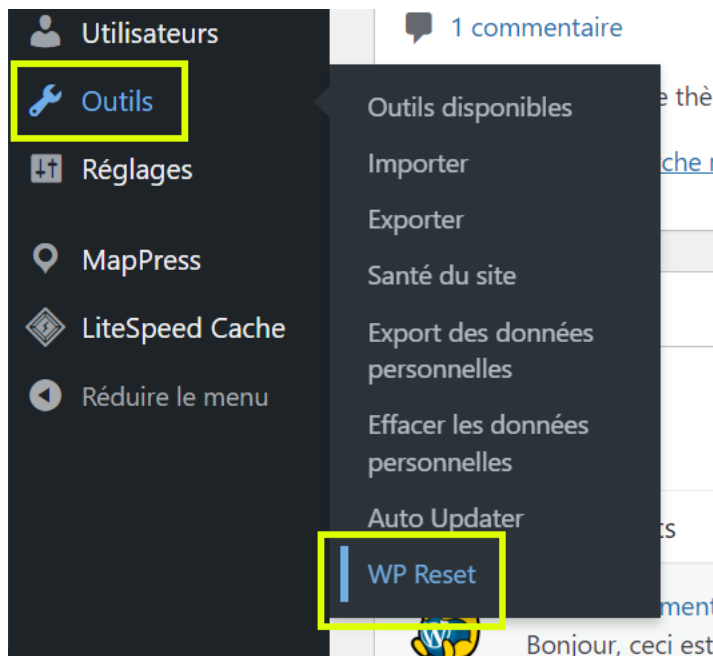 Utilisateurs
Outils
Réglages
MapPress
LiteSpeed Cache
Réduire le menu
1 commentaire
Outils disponibles
Importer
Exporter
Santé du site
Export des données
personnelles
Effacer les données
personnelles
Auto Updater
WP Reset
Bonjour, ceci est